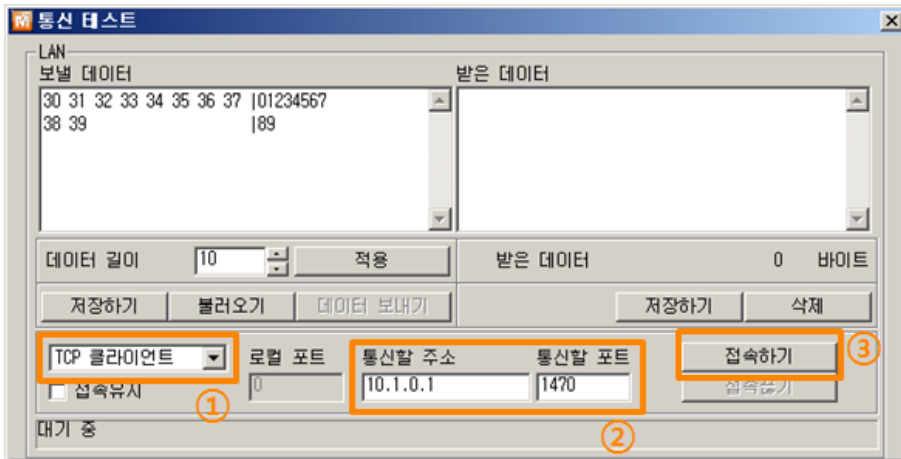 통신 테스트
LAN
보낼 데이터
받은 데이터
30 31 32 33 34 35 36 37 |01234567
38 39 |89
데이터 길이 10 적용
받은 데이터 0 바이트
저장하기 불러오기 데이터 보내기
저장하기 삭제
TCP 클라이언트 로컬 포트 통신할 주소 통신할 포트 접속하기 ③
접속유지 ① 0 10.1.0.1 1470 접속끊기
②
대기 중